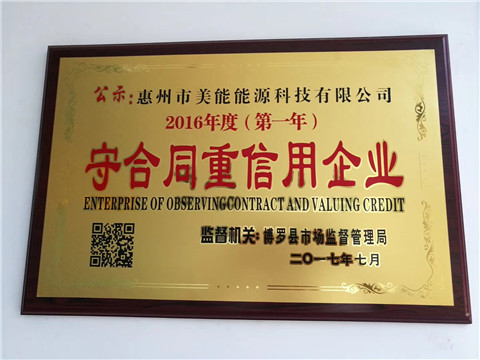 公示:惠州市美能能源科技有限公司
2016年度(第一年)
守合同重信用企业
ENTERPRISE OF OBSERVINGCONTRACT AND VALUING CREDIT
监督机关:博罗县市场监督管理局
二〇一七年七月